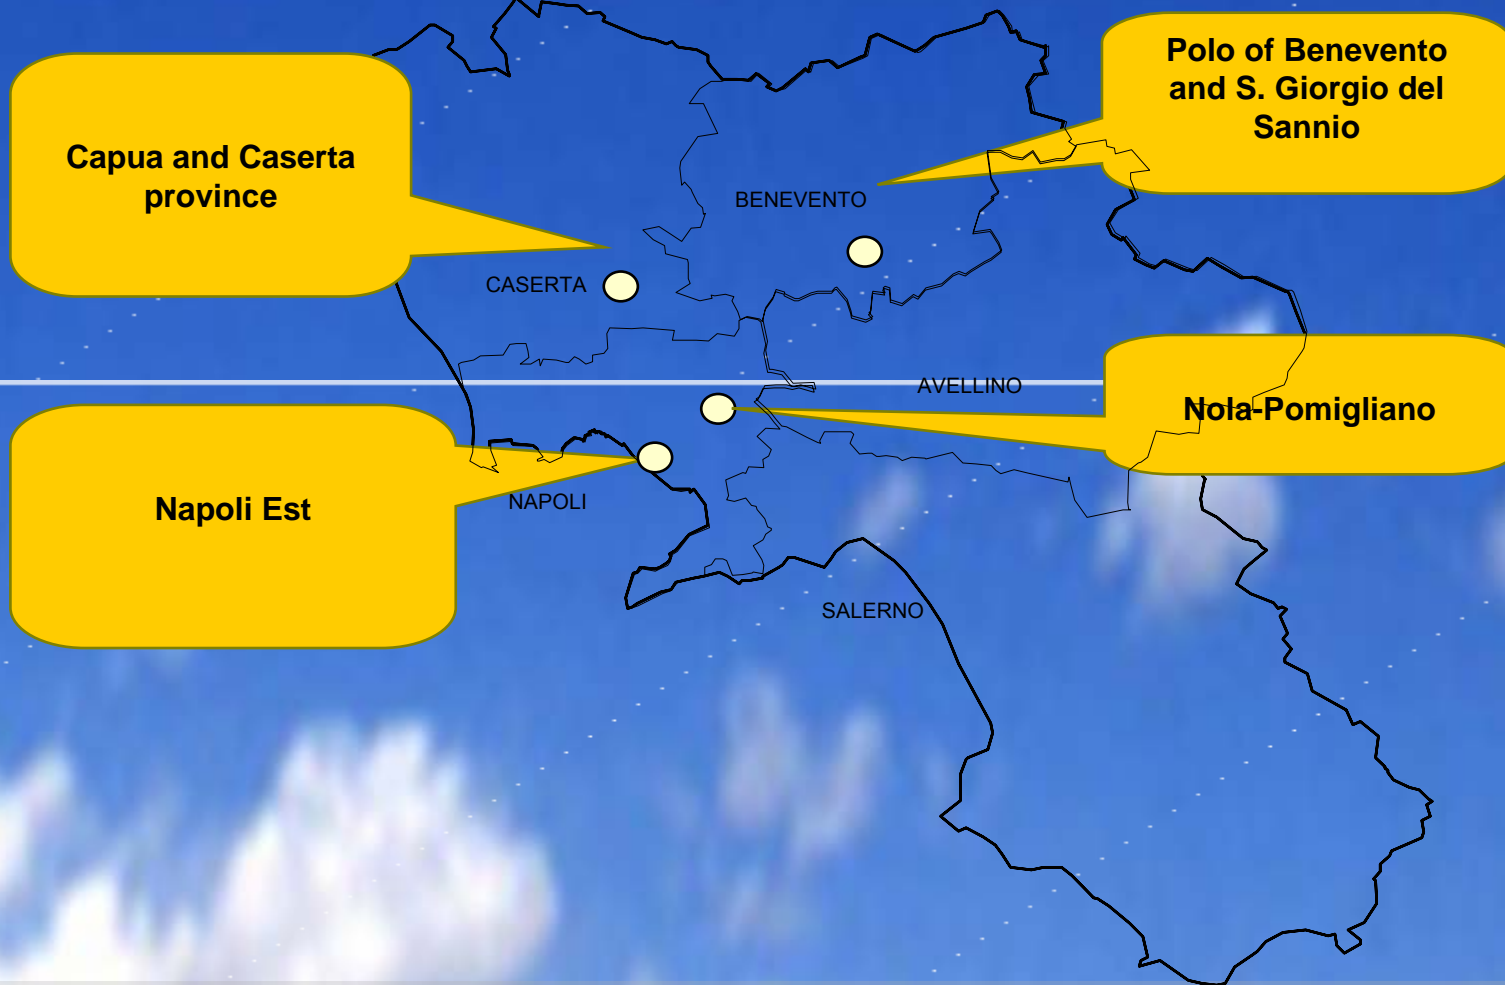 Polo of Benevento
and S. Giorgio del
Sannio
Capua and Caserta
province
BENEVENTO
CASERTA
AVELLINO
Nola-Pomigliano
Napoli Est
NAPOLI
SALERNO